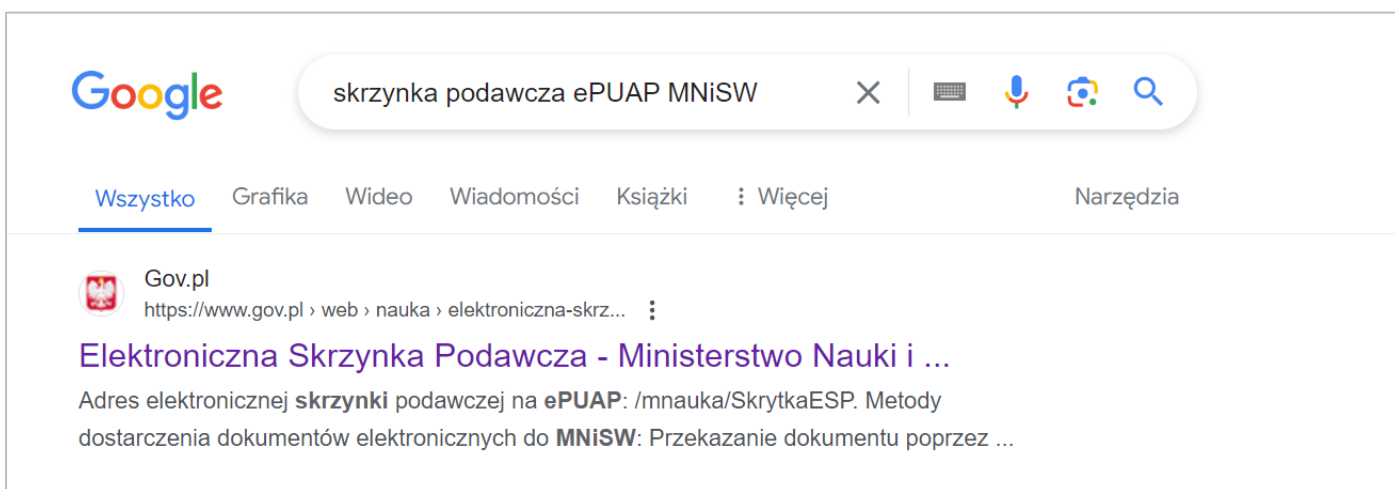 Google
skrzynka podawcza ePUAP MNiSW
Wszystko Grafika Wideo Wiadomości Książki Więcej Narzędzia
Gov.pl
https://www.gov.pl › web › nauka › elektroniczna-skrz...
Elektroniczna Skrzynka Podawcza - Ministerstwo Nauki i ...
Adres elektronicznej skrzynki podawczej na ePUAP: /mnauka/SkrytkaESP. Metody
dostarczenia dokumentów elektronicznych do MNiSW: Przekazanie dokumentu poprzez ...